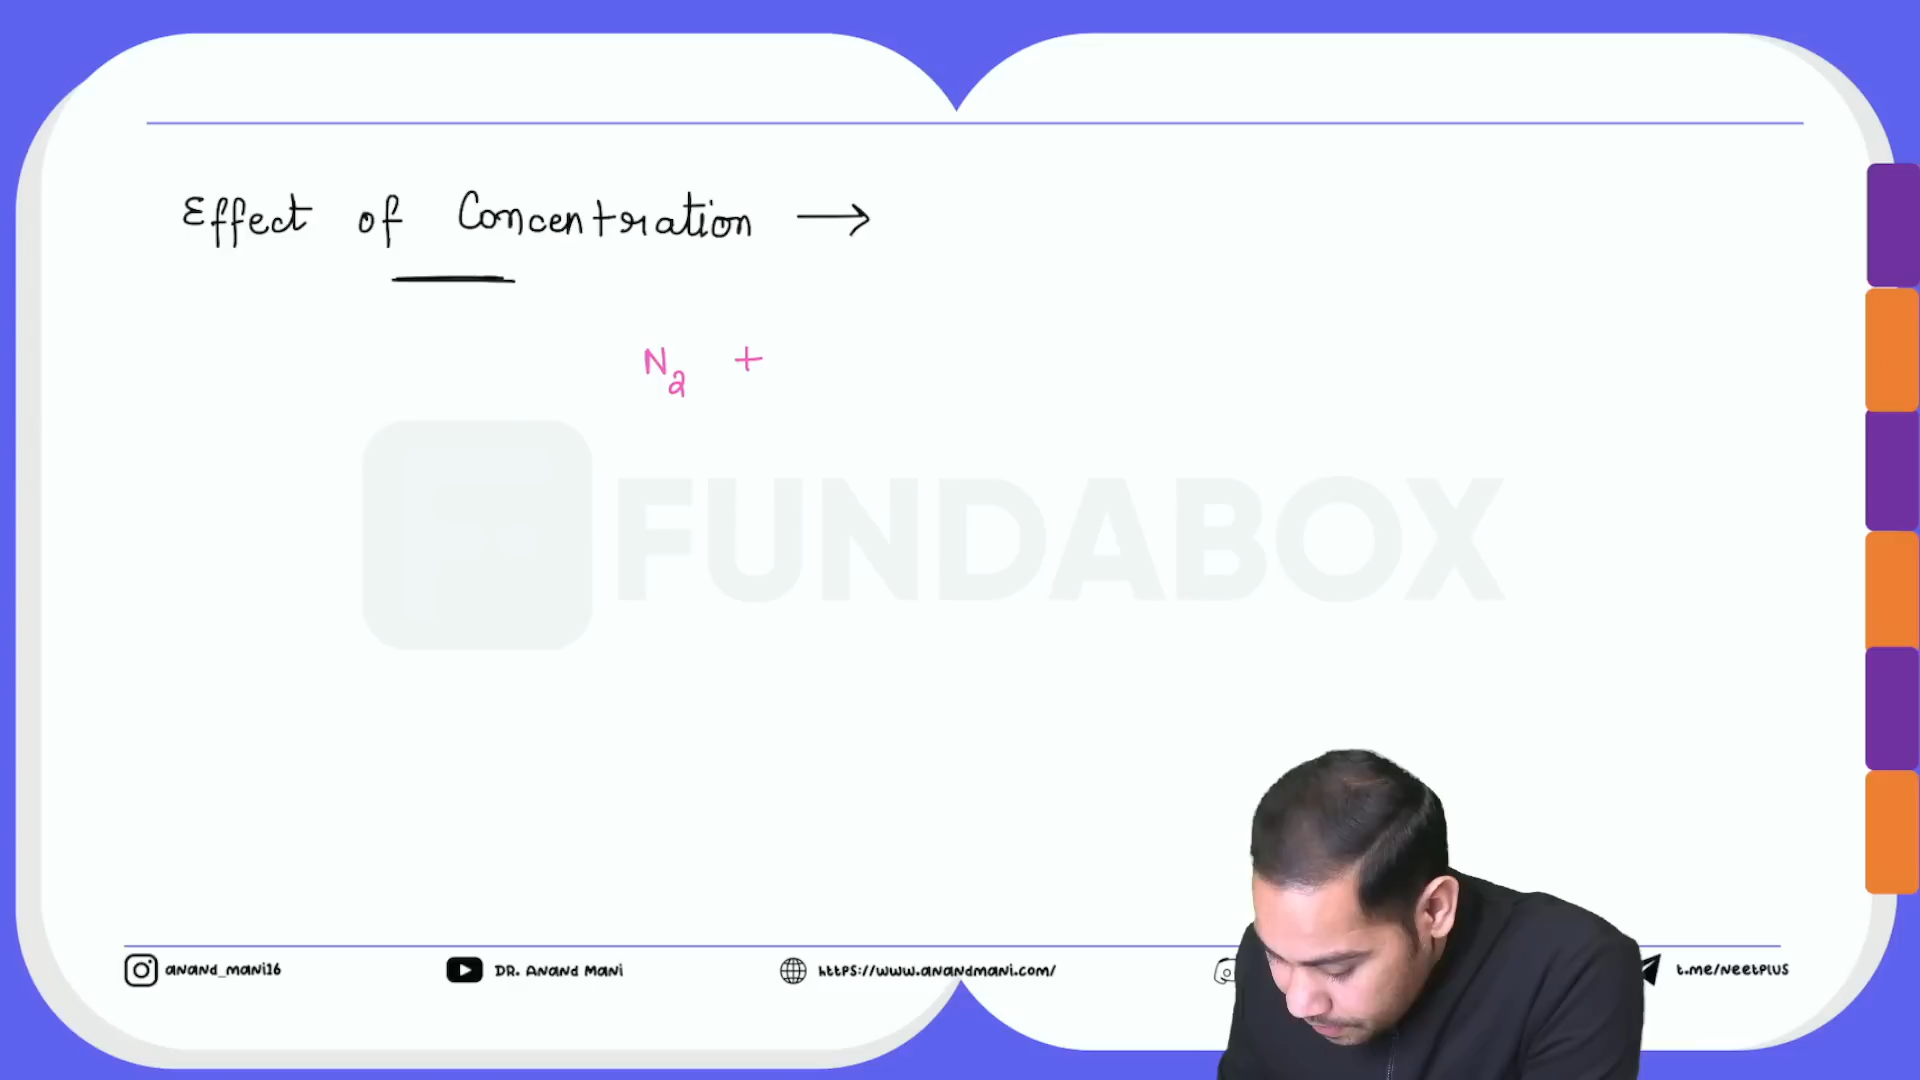 Effect of Concentration →
N₂ +
FUNDABOX
anand_mani16
DR. Anand Mani
https://www.anandmani.com/
t.me/neetplus